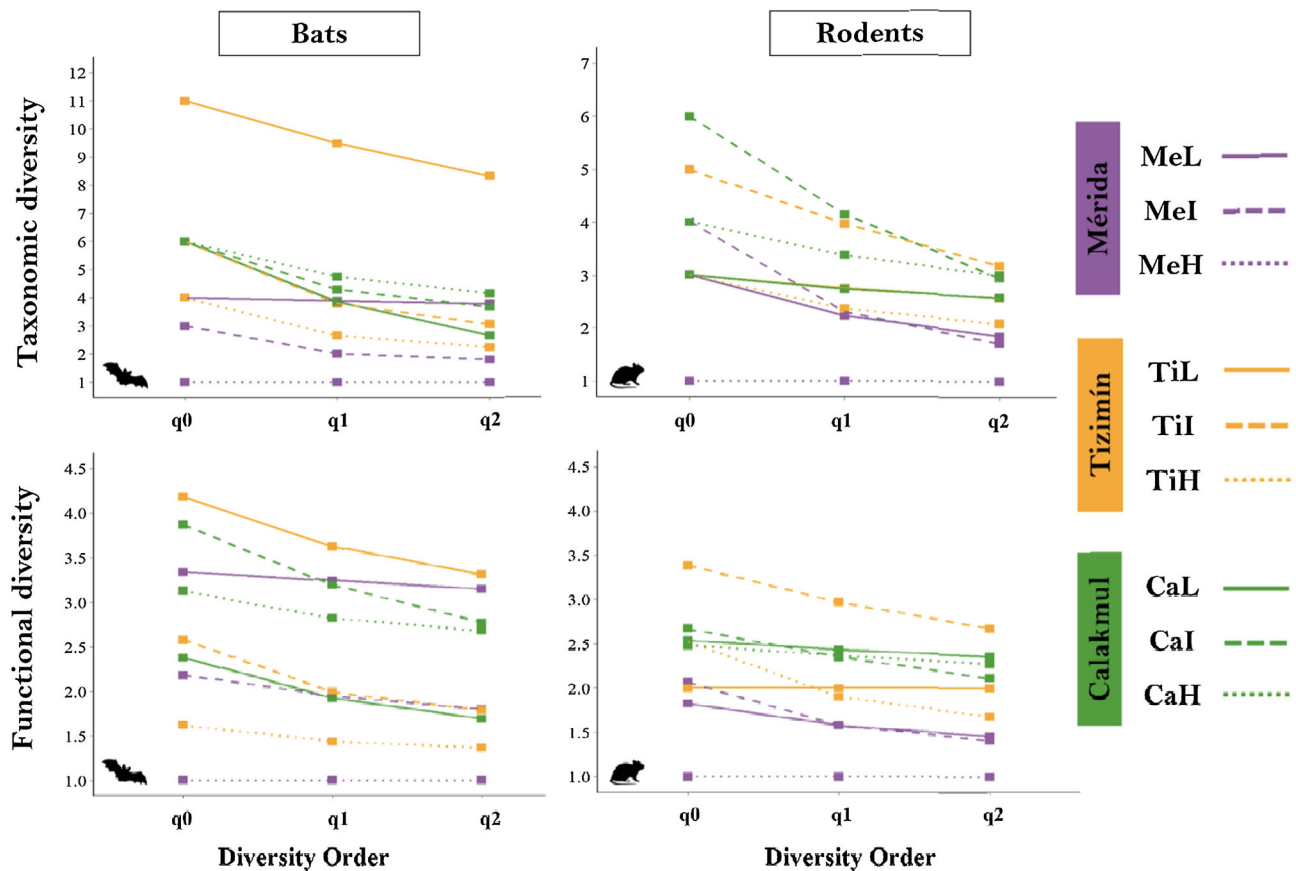 Bats
Rodents
Taxonomic diversity
12
11
10
9
8
7
6
5
4
3
2
1
q0
q1
q2
7
6
5
4
3
2
1
q0
q1
q2
Functional diversity
4.5
4.0
3.5
3.0
2.5
2.0
1.5
1.0
q0
q1
q2
Diversity Order
4.5
4.0
3.5
3.0
2.5
2.0
1.5
1.0
q0
q1
q2
Diversity Order
Mérida
MeL
MeI
MeH
Tizimín
TiL
TiI
TiH
Calakmul
CaL
CaI
CaH